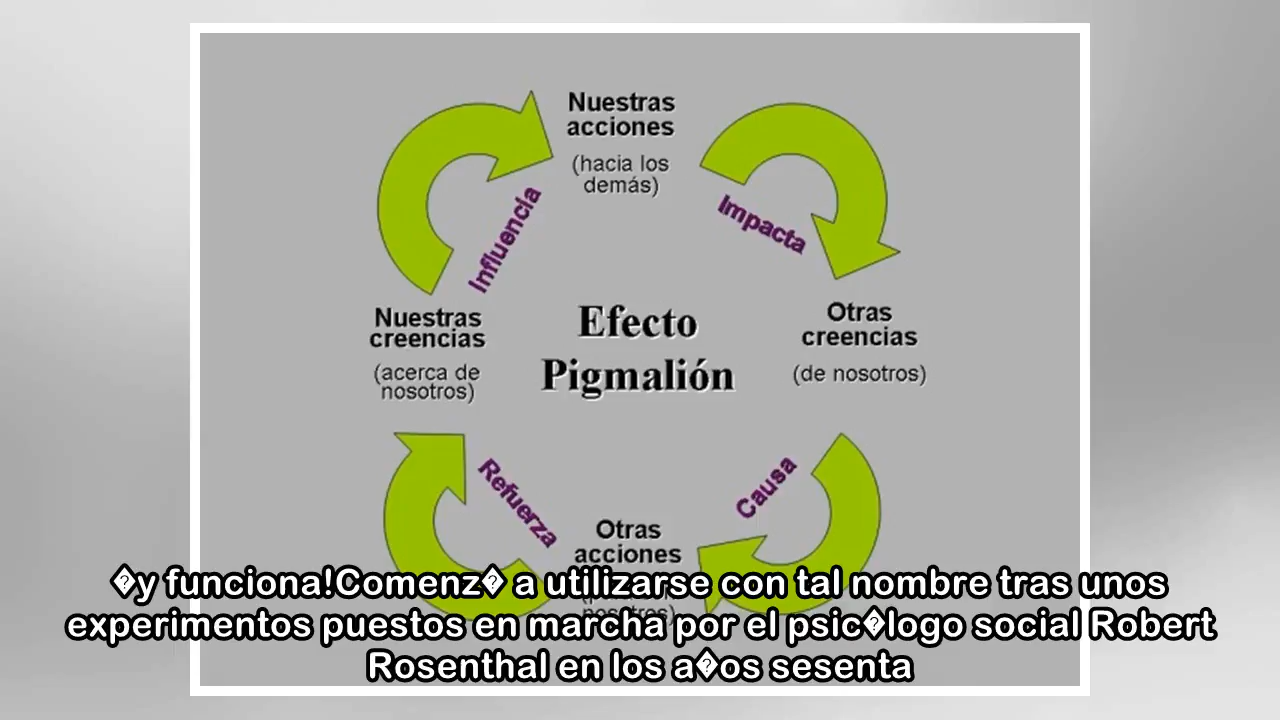 Nuestras
acciones
(hacia los
demás)
Influencia
Impacta
Nuestras
creencias
(acerca de
nosotros)
Efecto
Pigmalión
Otras
creencias
(de nosotros)
Refuerza
Causa
Otras
acciones
nosotros)
�y funciona!Comenz� a utilizarse con tal nombre tras unos
experimentos puestos en marcha por el psic�logo social Robert
Rosenthal en los a�os sesenta